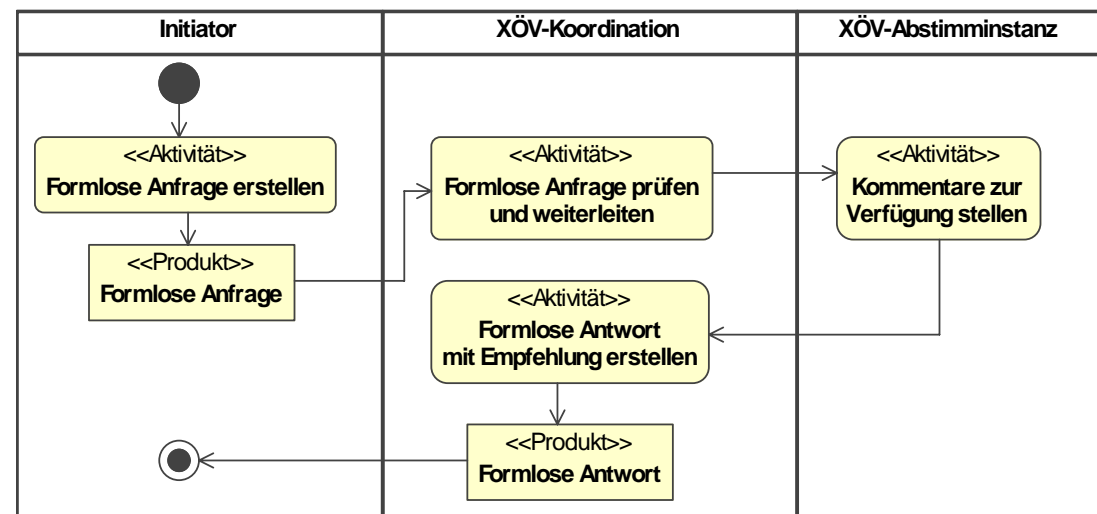 Initiator
XÖV-Koordination
XÖV-Abstimminstanz
<<Aktivität>>
Formlose Anfrage erstellen
<<Produkt>>
Formlose Anfrage
<<Aktivität>>
Formlose Anfrage prüfen
und weiterleiten
<<Aktivität>>
Kommentare zur
Verfügung stellen
<<Aktivität>>
Formlose Antwort
mit Empfehlung erstellen
<<Produkt>>
Formlose Antwort